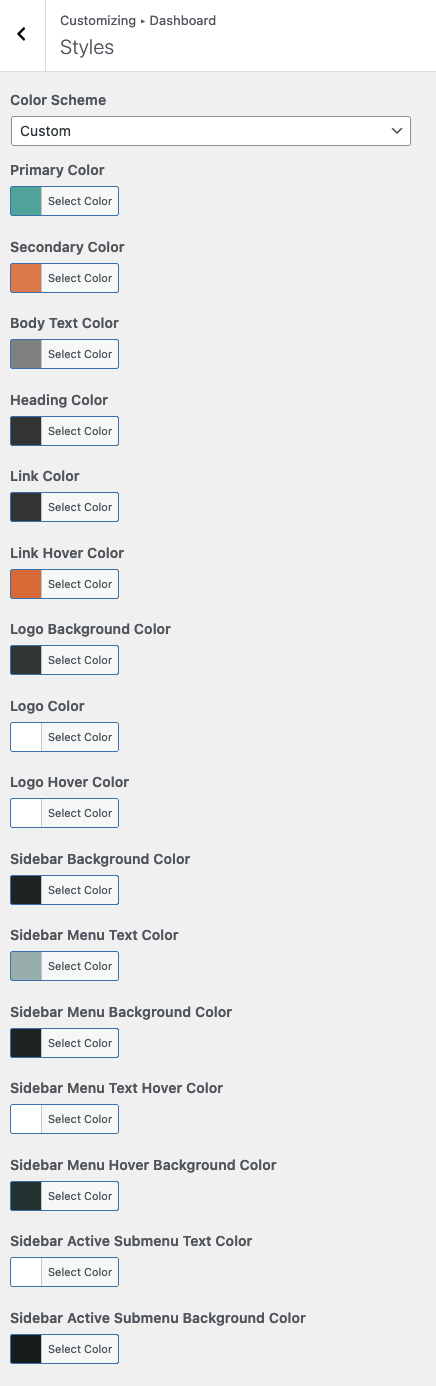 Customizing ▸ Dashboard
Styles
Color Scheme
Custom
Primary Color
Select Color
Secondary Color
Select Color
Body Text Color
Select Color
Heading Color
Select Color
Link Color
Select Color
Link Hover Color
Select Color
Logo Background Color
Select Color
Logo Color
Select Color
Logo Hover Color
Select Color
Sidebar Background Color
Select Color
Sidebar Menu Text Color
Select Color
Sidebar Menu Background Color
Select Color
Sidebar Menu Text Hover Color
Select Color
Sidebar Menu Hover Background Color
Select Color
Sidebar Active Submenu Text Color
Select Color
Sidebar Active Submenu Background Color
Select Color